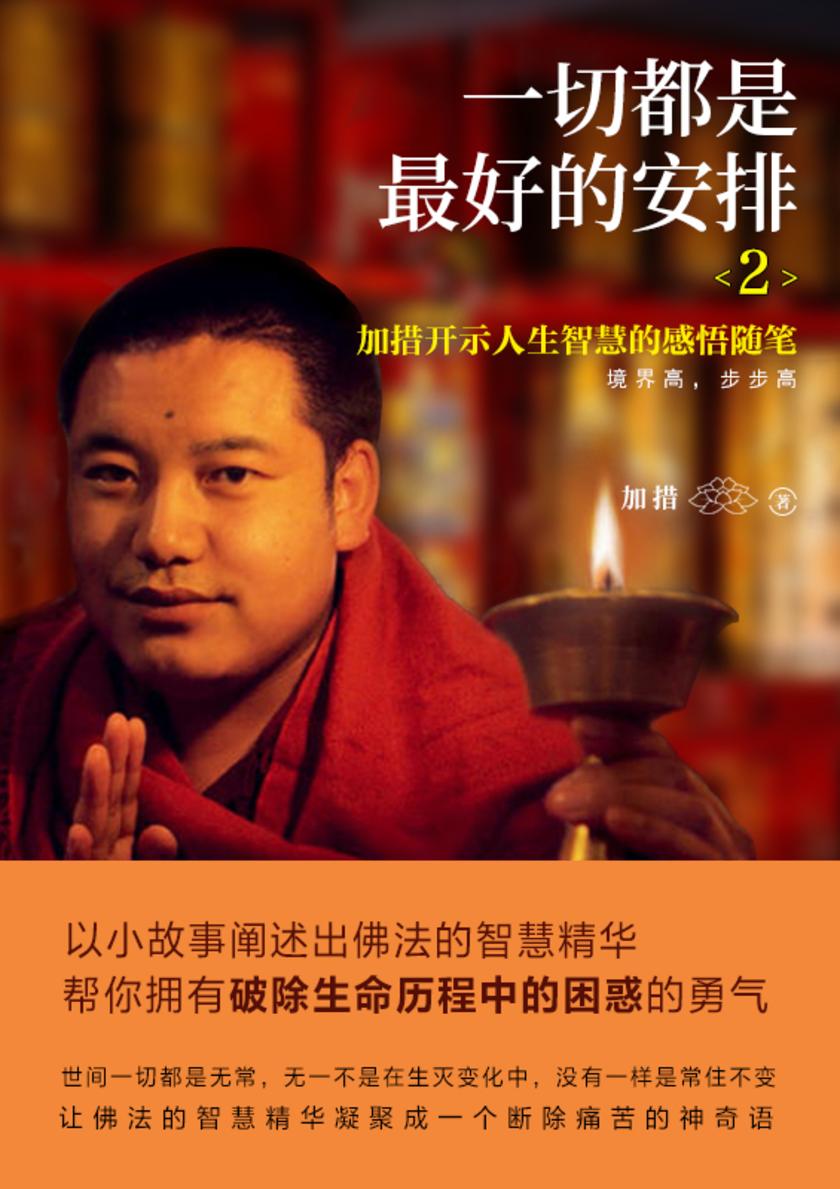 一切都是
最好的安排
<2>
加措开示人生智慧的感悟随笔
境界高，步步高
加措 著
以小故事阐述出佛法的智慧精华
帮你拥有破除生命历程中的困惑的勇气
世间一切都是无常，无一不是在生灭变化中，没有一样是常住不变
让佛法的智慧精华凝聚成一个断除痛苦的神奇语